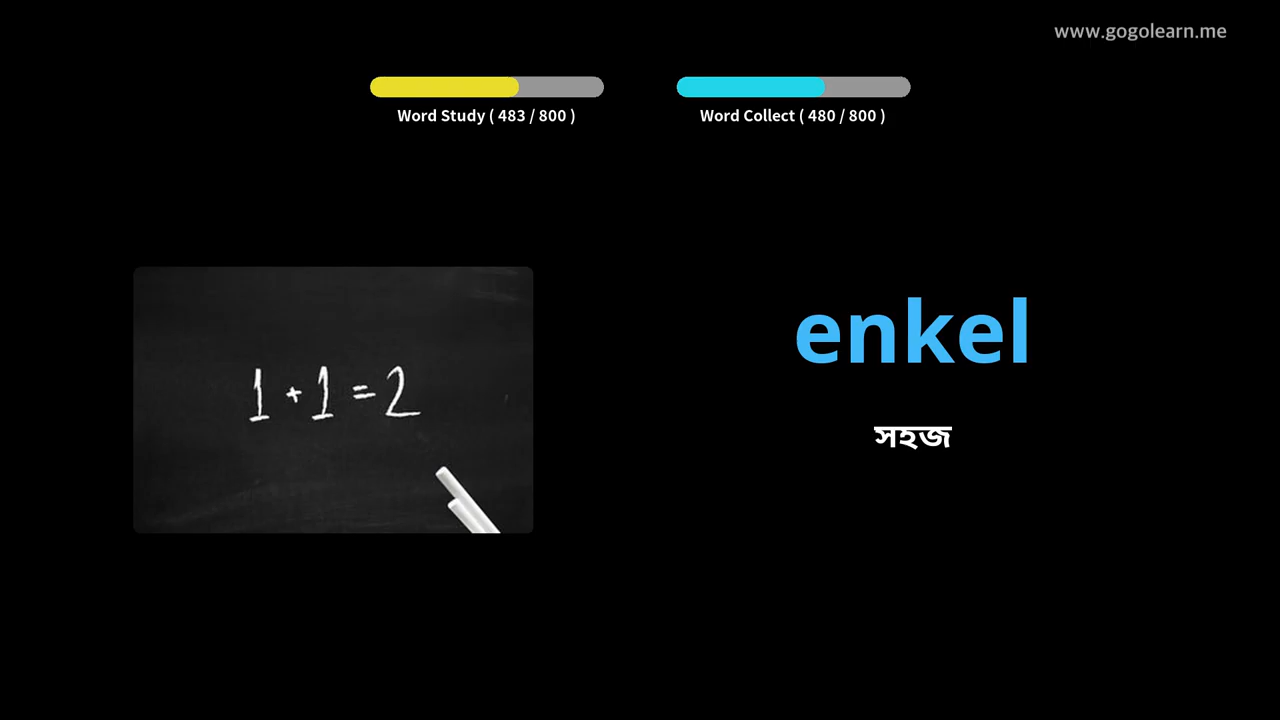 www.gogolearn.me
Word Study ( 483 / 800 )
Word Collect ( 480 / 800 )
1 + 1 = 2
enkel
সহজ